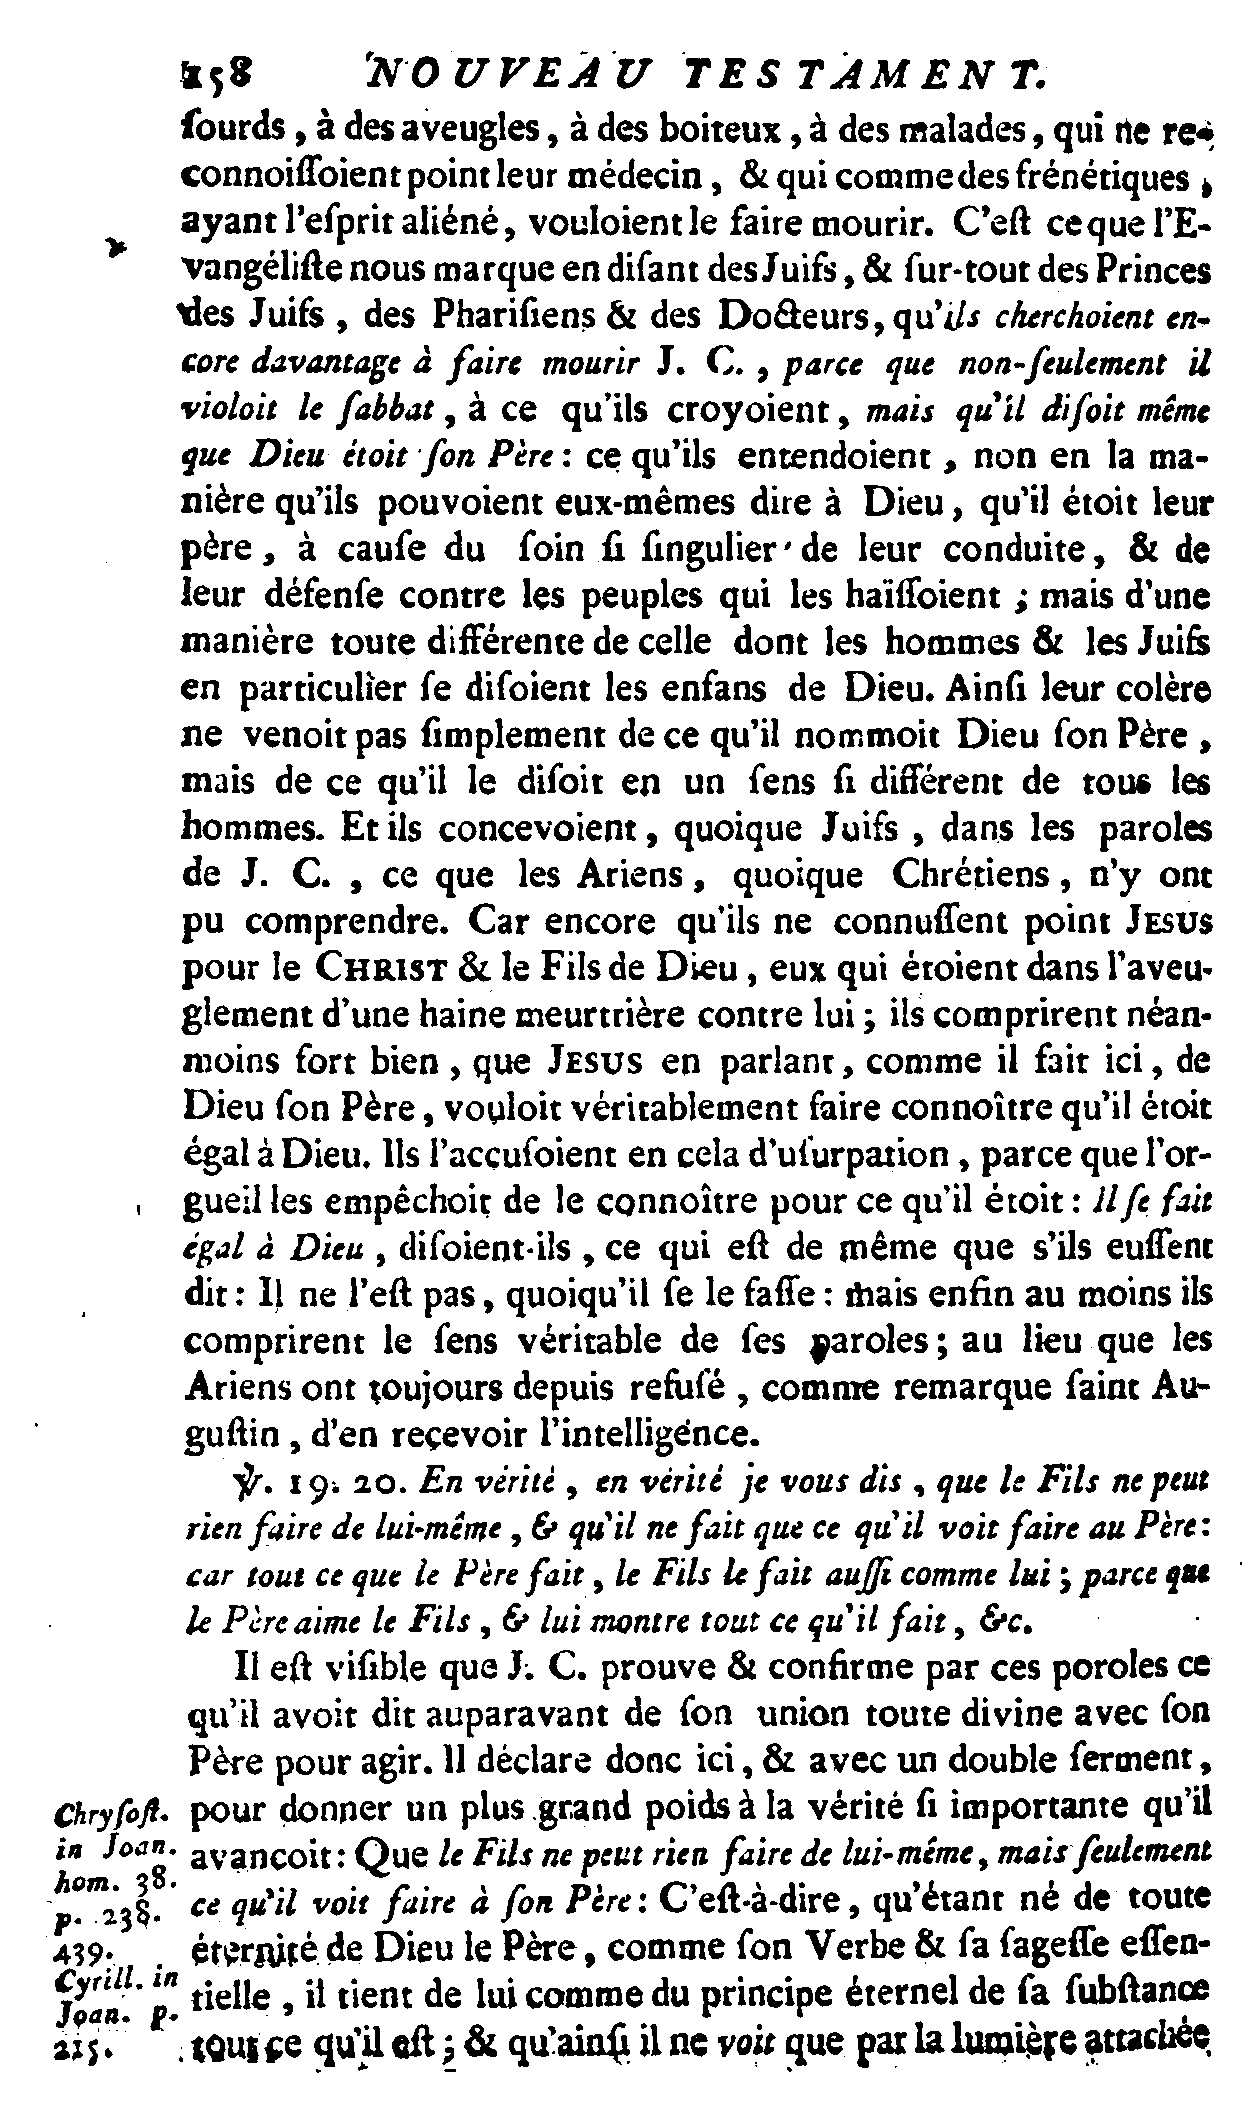 258 NOUVEAU TESTAMENT.
ſourds, à des aveugles, à des boiteux, à des malades, qui ne re-
connoiſſoient point leur médecin, & qui comme des frénétiques,
ayant l'eſprit aliéné, vouloient le faire mourir. C'eſt ce que l'E-
vangéliſte nous marque en diſant des Juifs, & ſur-tout des Princes
des Juifs, des Phariſiens & des Docteurs, qu'ils cherchoient en-
core davantage à faire mourir J. C., parce que non-ſeulement il
violoit le ſabbat, à ce qu'ils croyoient, mais qu'il diſoit même
que Dieu étoit ſon Père: ce qu'ils entendoient, non en la ma-
nière qu'ils pouvoient eux-mêmes dire à Dieu, qu'il étoit leur
père, à cauſe du ſoin ſi ſingulier de leur conduite, & de
leur défenſe contre les peuples qui les haïſſoient; mais d'une
manière toute différente de celle dont les hommes & les Juifs
en particulier ſe diſoient les enfans de Dieu. Ainſi leur colère
ne venoit pas ſimplement de ce qu'il nommoit Dieu ſon Père,
mais de ce qu'il le diſoit en un ſens ſi différent de tous les
hommes. Et ils concevoient, quoique Juifs, dans les paroles
de J. C., ce que les Ariens, quoique Chrétiens, n'y ont
pu comprendre. Car encore qu'ils ne connuſſent point JESUS
pour le CHRIST & le Fils de Dieu, eux qui étoient dans l'aveu-
glement d'une haine meurtrière contre lui; ils comprirent néan-
moins fort bien, que JESUS en parlant, comme il fait ici, de
Dieu ſon Père, vouloit véritablement faire connoître qu'il étoit
égal à Dieu. Ils l'accuſoient en cela d'uſurpation, parce que l'or-
gueil les empêchoit de le connoître pour ce qu'il étoit: Il ſe fait
égal à Dieu, diſoient-ils, ce qui eſt de même que s'ils euſſent
dit: Il ne l'eſt pas, quoiqu'il ſe le faſſe: mais enfin au moins ils
comprirent le ſens véritable de ſes paroles; au lieu que les
Ariens ont toujours depuis refuſé, comme remarque ſaint Au-
guſtin, d'en reçevoir l'intelligence.
℣. 19. 20. En vérité, en vérité je vous dis, que le Fils ne peut
rien faire de lui-même, & qu'il ne fait que ce qu'il voit faire au Père:
car tout ce que le Père fait, le Fils le fait auſſi comme lui; parce que
le Père aime le Fils, & lui montre tout ce qu'il fait, &c.
Il eſt viſible que J. C. prouve & confirme par ces poroles ce
qu'il avoit dit auparavant de ſon union toute divine avec ſon
Père pour agir. Il déclare donc ici, & avec un double ſerment,
pour donner un plus grand poids à la vérité ſi importante qu'il
avancoit: Que le Fils ne peut rien faire de lui-même, mais ſeulement
ce qu'il voit faire à ſon Père: C'eſt-à-dire, qu'étant né de toute
éternité de Dieu le Père, comme ſon Verbe & ſa ſageſſe eſſen-
tielle, il tient de lui comme du principe éternel de ſa ſubſtance
tout ce qu'il eſt; & qu'ainſi il ne voit que par la lumière attachée
Chryſoſt.
in Joan.
hom. 38.
p. 238.
439.
Cyrill. in
Joan. p.
215.